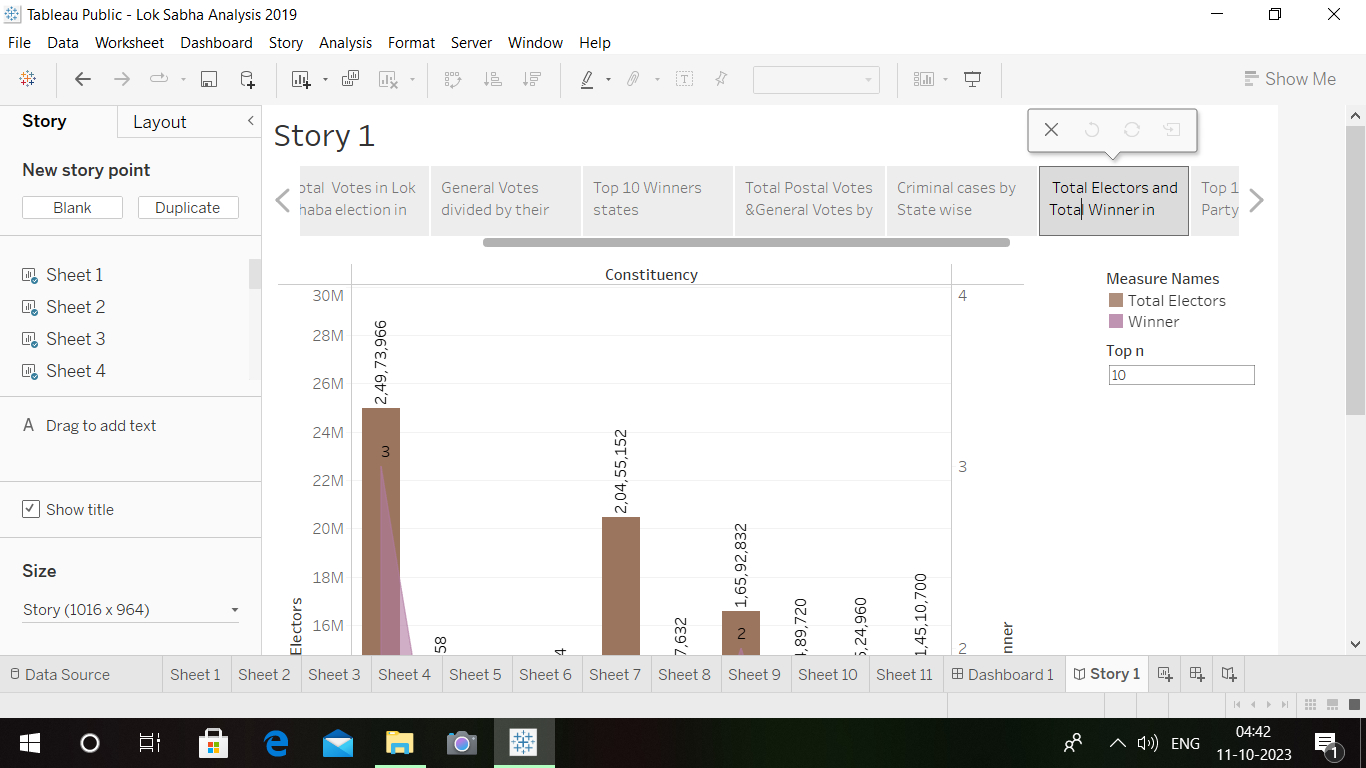 Tableau Public - Lok Sabha Analysis 2019
File Data Worksheet Dashboard Story Analysis Format Server Window Help
Show Me
Story Layout
New story point
Blank Duplicate
Sheet 1
Sheet 2
Sheet 3
Sheet 4
A Drag to add text
Show title
Size
Story (1016 x 964)
Story 1
otal Votes in Lok
haba election in
General Votes
divided by their
Top 10 Winners
states
Total Postal Votes
&General Votes by
Criminal cases by
State wise
Total Electors and
Total Winner in
Top 1
Party
Constituency
30M
28M
26M
24M
22M
20M
18M
16M
Electors
2,49,73,966
3
58
4
2,04,55,152
7,632
1,65,92,832
2
4,89,720
5,24,960
1,45,10,700
4
3
2
nner
Measure Names
Total Electors
Winner
Top n
10
Data Source Sheet 1 Sheet 2 Sheet 3 Sheet 4 Sheet 5 Sheet 6 Sheet 7 Sheet 8 Sheet 9 Sheet 10 Sheet 11 Dashboard 1 Story 1
ENG
04:42
11-10-2023
1